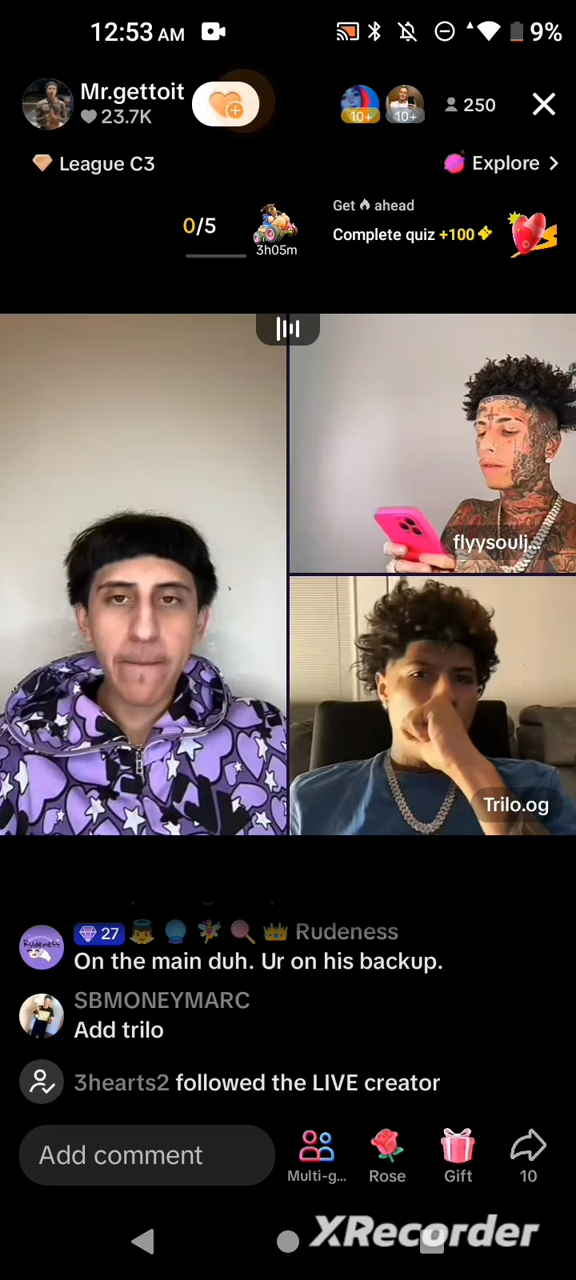 12:53 AM
9%
Mr.gettoit
23.7K
10+
10+
250
League C3
Explore
0/5
3h05m
Get ahead
Complete quiz +100
flyysoulj...
Trilo.og
27
Rudeness
Rudeness
On the main duh. Ur on his backup.
SBMONEYMARC
Add trilo
3hearts2 followed the LIVE creator
Add comment
Multi-g...
Rose
Gift
10
XRecorder